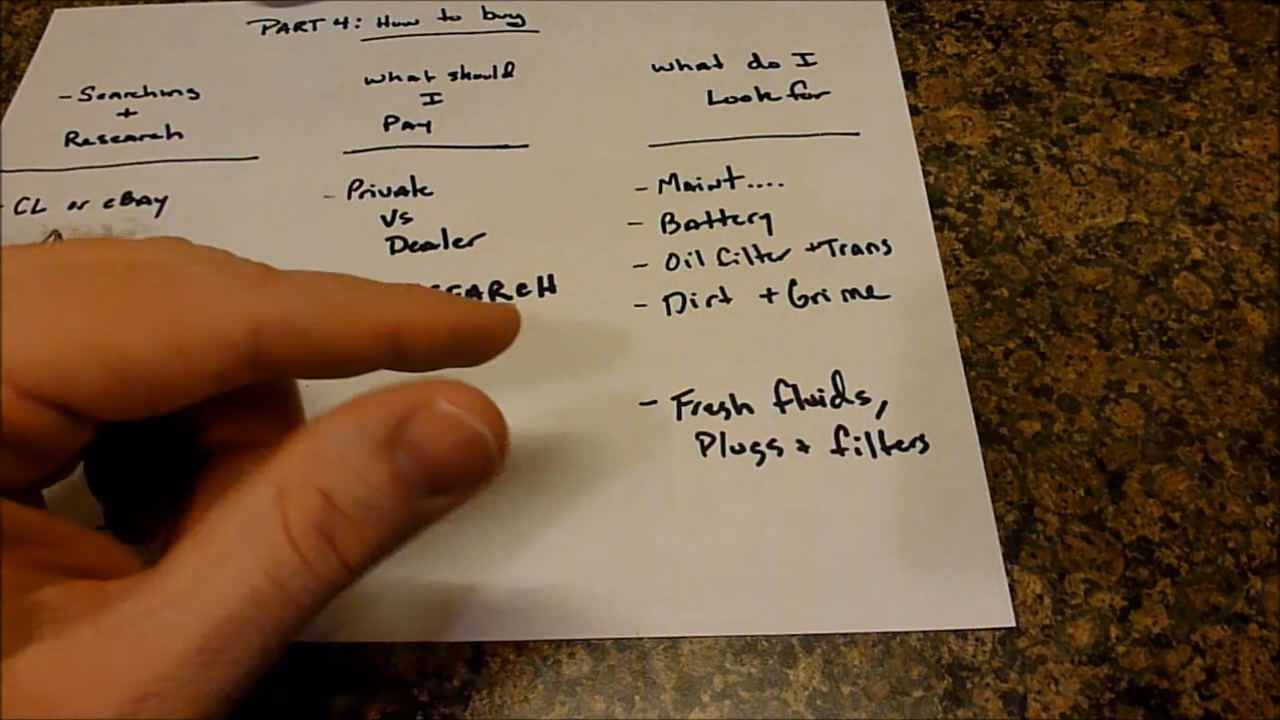 PART 4: How to buy
- Searching
+
Research
- CL or eBay
what should
I
Pay
- Private
vs
Dealer
what do I
Look for
- Maint....
- Battery
- Oil filter + Trans
- Dirt + Grime
- Fresh fluids,
Plugs + filters